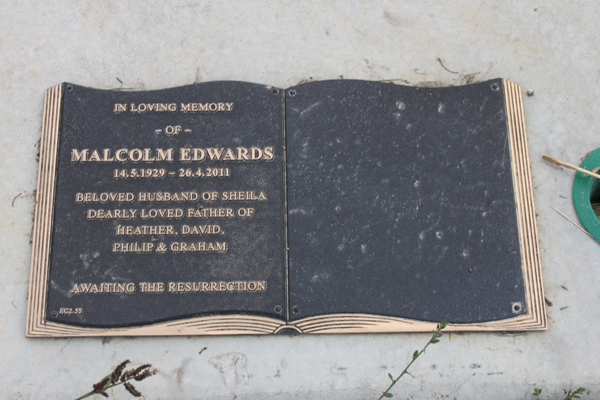 IN LOVING MEMORY
– OF –
MALCOLM EDWARDS
14.5.1929 – 26.4.2011
BELOVED HUSBAND OF SHEILA
DEARLY LOVED FATHER OF
HEATHER, DAVID,
PHILIP & GRAHAM
AWAITING THE RESURRECTION
EG2.55